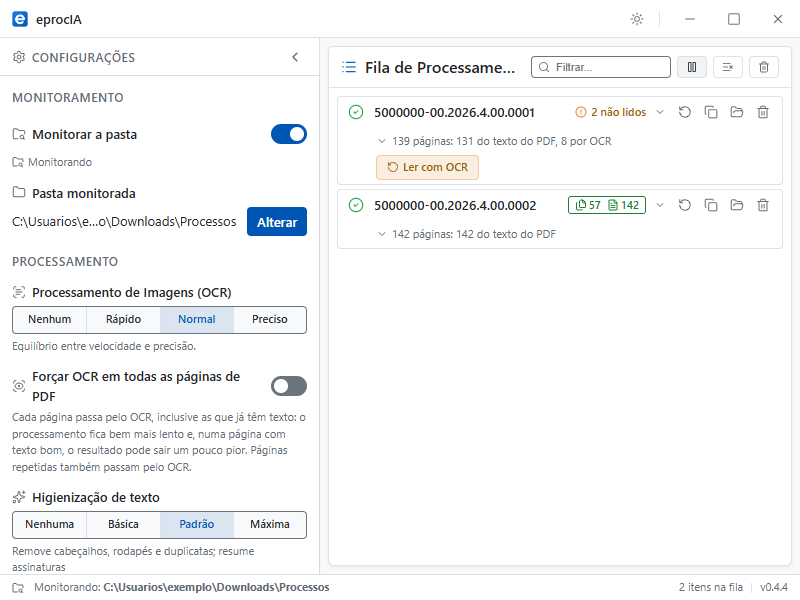 eprocIA
CONFIGURAÇÕES
MONITORAMENTO
Monitorar a pasta
Monitorando
Pasta monitorada
C:\Usuarios\e...o\Downloads\Processos
Alterar
PROCESSAMENTO
Processamento de Imagens (OCR)
Nenhum Rápido Normal Preciso
Equilíbrio entre velocidade e precisão.
Forçar OCR em todas as páginas de
PDF
Cada página passa pelo OCR, inclusive as que já têm texto: o
processamento fica bem mais lento e, numa página com
texto bom, o resultado pode sair um pouco pior. Páginas
repetidas também passam pelo OCR.
Higienização de texto
Nenhuma Básica Padrão Máxima
Remove cabeçalhos, rodapés e duplicatas; resume
assinaturas
Fila de Processame...
Filtrar...
5000000-00.2026.4.00.0001
2 não lidos
139 páginas: 131 do texto do PDF, 8 por OCR
Ler com OCR
5000000-00.2026.4.00.0002
57 142
142 páginas: 142 do texto do PDF
Monitorando: C:\Usuarios\exemplo\Downloads\Processos
2 itens na fila
v0.4.4